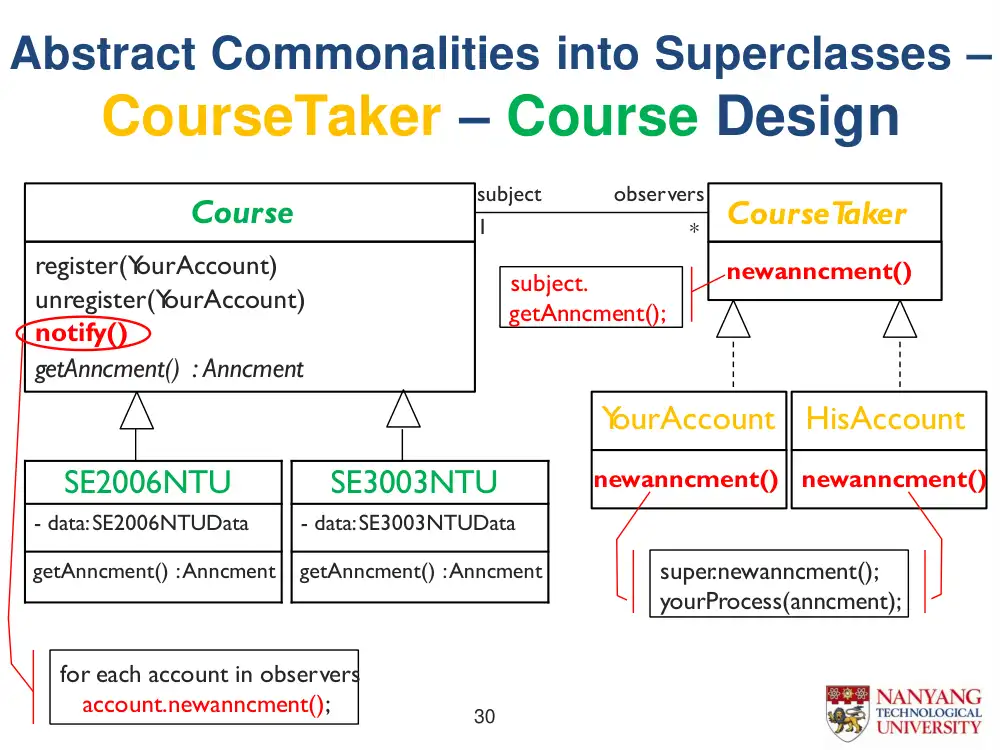 Abstract Commonalities into Superclasses –
CourseTaker – Course Design
Course
register(YourAccount)
unregister(YourAccount)
notify()
getAnncment() : Anncment
subject
observers
1
*
CourseTaker
newanncment()
subject.
getAnncment();
SE2006NTU
- data:SE2006NTUData
getAnncment() :Anncment
SE3003NTU
- data:SE3003NTUData
getAnncment() :Anncment
YourAccount
newanncment()
HisAccount
newanncment()
super.newanncment();
yourProcess(anncment);
for each account in observers
account.newanncment();
30
NANYANG
TECHNOLOGICAL
UNIVERSITY